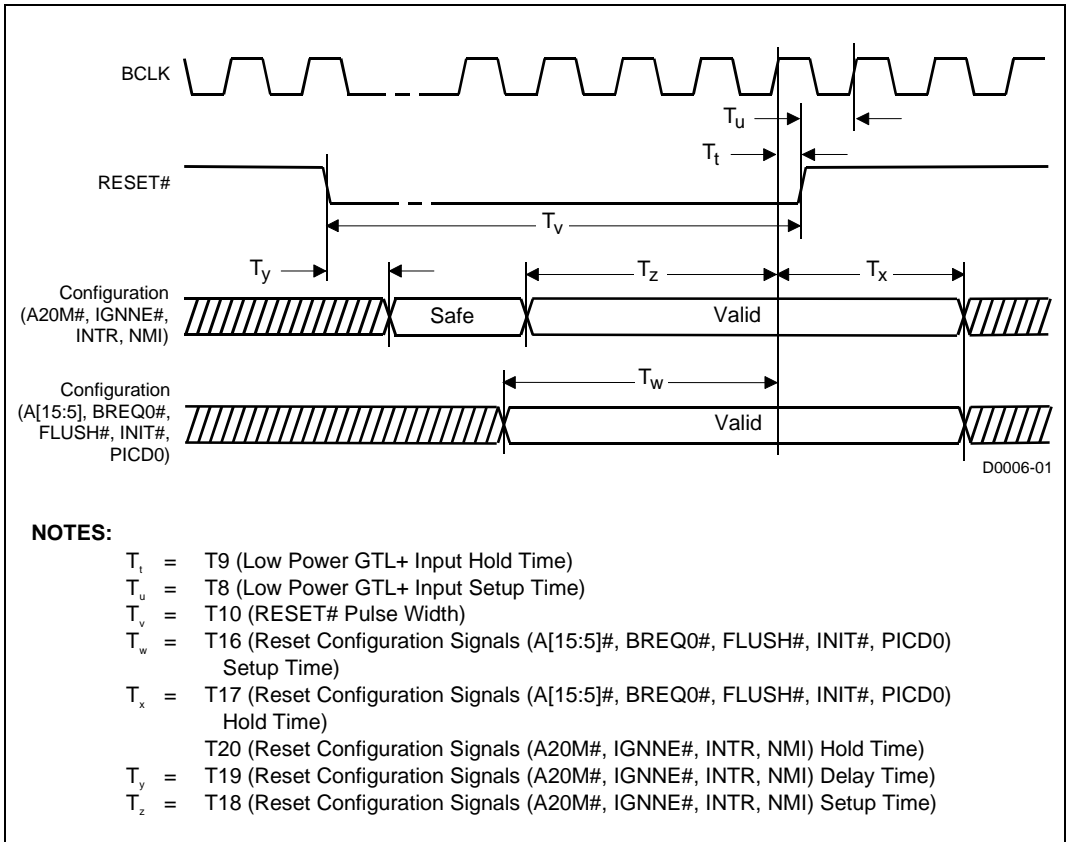 BCLK
Tu
Tt
RESET#
Tv
Ty
Tz
Tx
Configuration
(A20M#, IGNNE#,
INTR, NMI)
Safe
Valid
Tw
Configuration
(A[15:5], BREQ0#,
FLUSH#, INIT#,
PICD0)
Valid
D0006-01
NOTES:
Tt = T9 (Low Power GTL+ Input Hold Time)
Tu = T8 (Low Power GTL+ Input Setup Time)
Tv = T10 (RESET# Pulse Width)
Tw = T16 (Reset Configuration Signals (A[15:5]#, BREQ0#, FLUSH#, INIT#, PICD0)
Setup Time)
Tx = T17 (Reset Configuration Signals (A[15:5]#, BREQ0#, FLUSH#, INIT#, PICD0)
Hold Time)
T20 (Reset Configuration Signals (A20M#, IGNNE#, INTR, NMI) Hold Time)
Ty = T19 (Reset Configuration Signals (A20M#, IGNNE#, INTR, NMI) Delay Time)
Tz = T18 (Reset Configuration Signals (A20M#, IGNNE#, INTR, NMI) Setup Time)